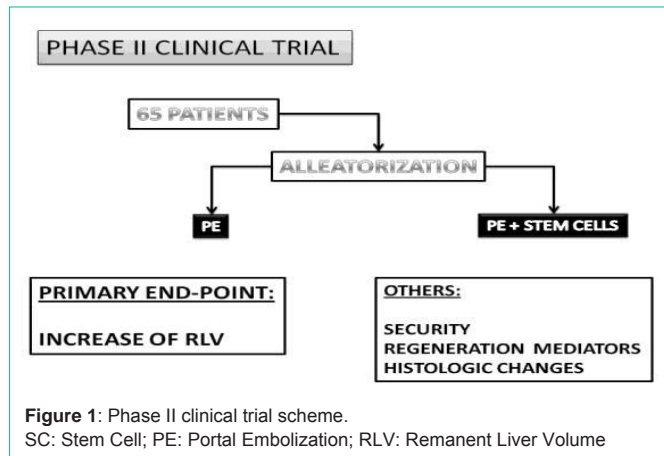 PHASE II CLINICAL TRIAL
65 PATIENTS
ALLEATORIZATION
PE
PE + STEM CELLS
PRIMARY END-POINT:
INCREASE OF RLV
OTHERS:
SECURITY
REGENERATION MEDIATORS
HISTOLOGIC CHANGES
Figure 1: Phase II clinical trial scheme.
SC: Stem Cell; PE: Portal Embolization; RLV: Remanent Liver Volume